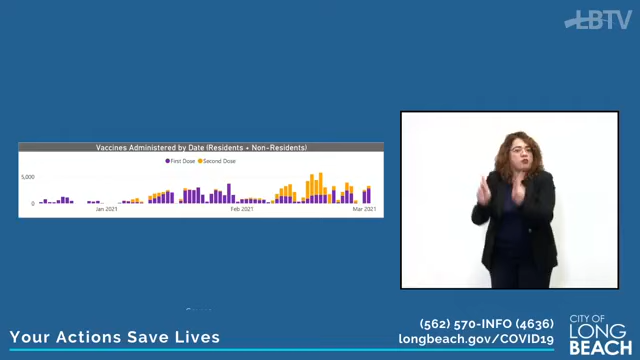 LBTV
Vaccines Administered by Date (Residents + Non-Residents)
First Dose Second Dose
5,000
0
Jan 2021 Feb 2021 Mar 2021
Your Actions Save Lives
(562) 570-INFO (4636)
longbeach.gov/COVID19
CITY OF
LONG
BEACH